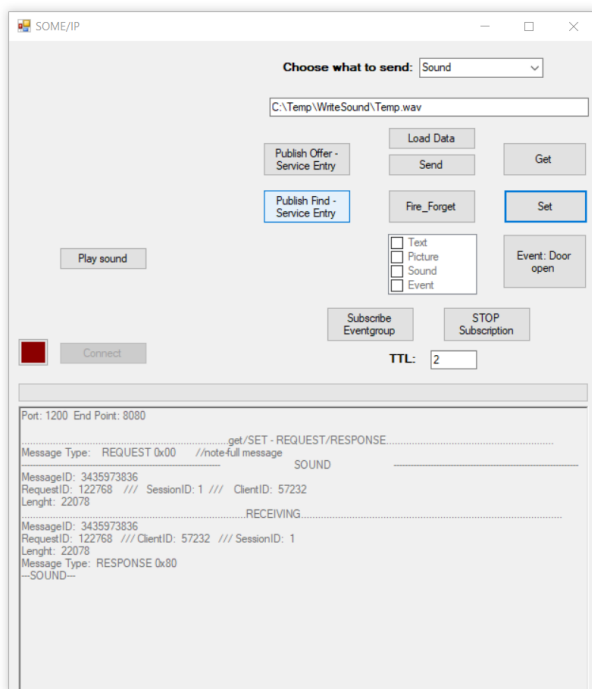 SOME/IP
Choose what to send: Sound
C:\Temp\WriteSound\Temp.wav
Load Data
Publish Offer -
Service Entry
Send
Get
Publish Find -
Service Entry
Fire_Forget
Set
Text
Picture
Sound
Event
Play sound
Event: Door
open
Subscribe
Eventgroup
STOP
Subscription
Connect
TTL: 2
Port: 1200 End Point: 8080
............get/SET - REQUEST/RESPONSE............
Message Type: REQUEST 0x00 //note-full message
------------ SOUND ------------
MessageID: 3435973836
RequestID: 122768 /// SessionID: 1 /// ClientID: 57232
Lenght: 22078
............RECEIVING............
MessageID: 3435973836
RequestID: 122768 /// ClientID: 57232 /// SessionID: 1
Lenght: 22078
Message Type: RESPONSE 0x80
---SOUND---